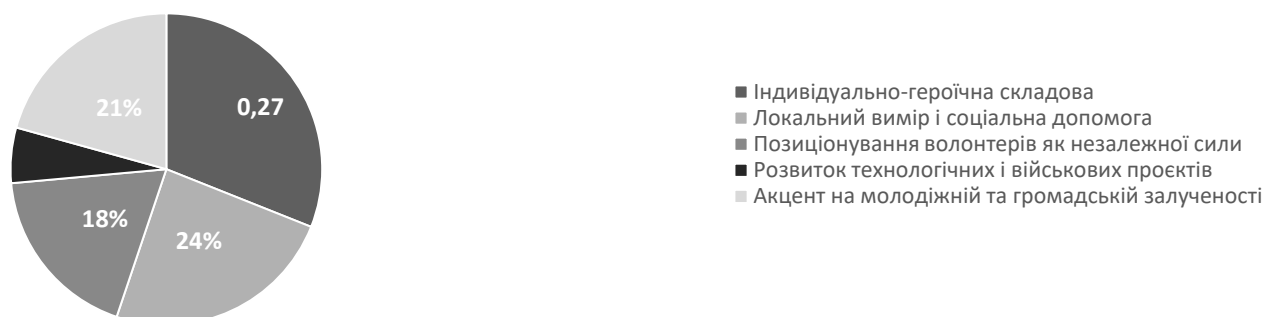 21%
0,27
18%
24%
Індивідуально-героїчна складова
Локальний вимір і соціальна допомога
Позиціонування волонтерів як незалежної сили
Розвиток технологічних і військових проєктів
Акцент на молодіжній та громадській залученості